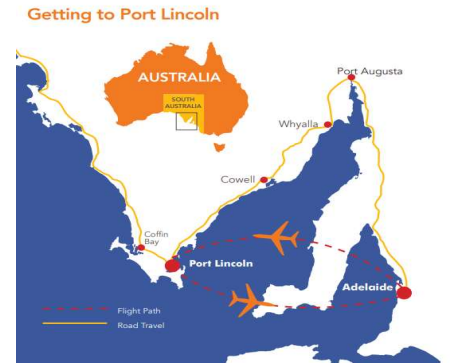 Getting to Port Lincoln
Port Augusta
AUSTRALIA
SOUTH
AUSTRALIA
Whyalla
Cowell
Coffin
Bay
Port Lincoln
Adelaide
Flight Path
Road Travel